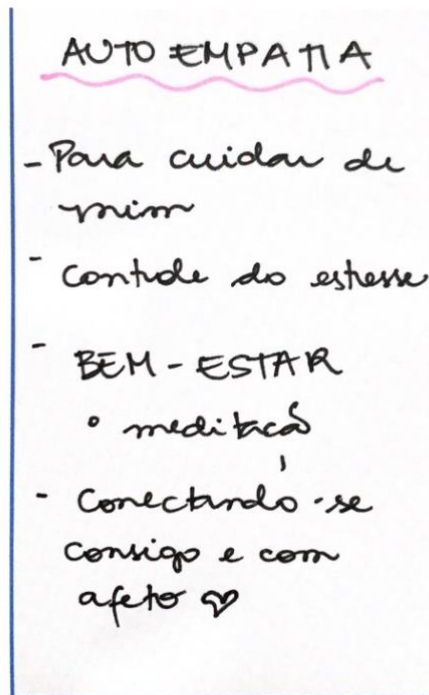 AUTO EMPATIA
- Para cuidar de
mim
- Controle do estresse
- BEM-ESTAR
• meditação
- Conectando-se
consigo e com
afeto ♡